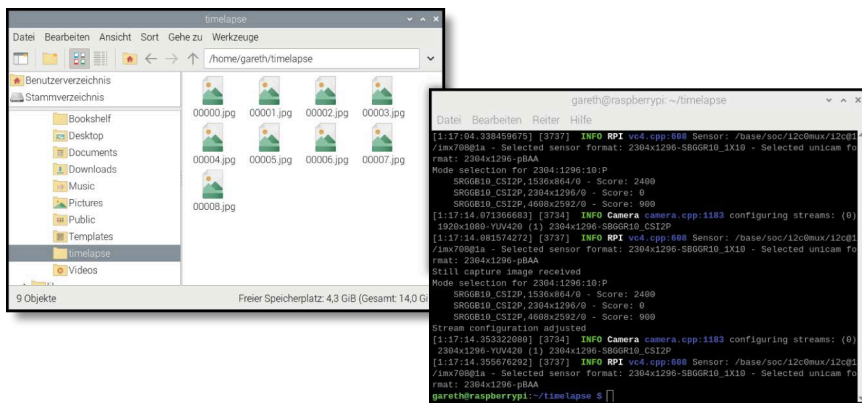 timelapse
Datei Bearbeiten Ansicht Sort Gehe zu Werkzeuge
/home/gareth/timelapse
Benutzerverzeichnis
Stammverzeichnis
Bookshelf
Desktop
Documents
Downloads
Music
Pictures
Public
Templates
timelapse
Videos
00000.jpg 00001.jpg 00002.jpg 00003.jpg
00004.jpg 00005.jpg 00006.jpg 00007.jpg
00008.jpg
9 Objekte Freier Speicherplatz: 4,3 GiB (Gesamt: 14,0 Gi
gareth@raspberrypi: ~/timelapse
Datei Bearbeiten Reiter Hilfe
[1:17:04.338459675] [3737] INFO RPI vc4.cpp:608 Sensor: /base/soc/i2c0mux/i2c@1
/imx708@1a - Selected sensor format: 2304x1296-SBGGR10_1X10 - Selected unicam fo
rmat: 2304x1296-pBAA
Mode selection for 2304:1296:10:P
SRGGB10_CSI2P,1536x864/0 - Score: 2400
SRGGB10_CSI2P,2304x1296/0 - Score: 0
SRGGB10_CSI2P,4608x2592/0 - Score: 900
[1:17:14.071366683] [3734] INFO Camera camera.cpp:1183 configuring streams: (0)
1920x1080-YUV420 (1) 2304x1296-SBGGR10_CSI2P
[1:17:14.081574272] [3737] INFO RPI vc4.cpp:608 Sensor: /base/soc/i2c0mux/i2c@1
/imx708@1a - Selected sensor format: 2304x1296-SBGGR10_1X10 - Selected unicam fo
rmat: 2304x1296-pBAA
Still capture image received
Mode selection for 2304:1296:10:P
SRGGB10_CSI2P,1536x864/0 - Score: 2400
SRGGB10_CSI2P,2304x1296/0 - Score: 0
SRGGB10_CSI2P,4608x2592/0 - Score: 900
Stream configuration adjusted
[1:17:14.353322080] [3734] INFO Camera camera.cpp:1183 configuring streams: (0)
2304x1296-YUV420 (1) 2304x1296-SBGGR10_CSI2P
[1:17:14.355676292] [3737] INFO RPI vc4.cpp:608 Sensor: /base/soc/i2c0mux/i2c@1
/imx708@1a - Selected sensor format: 2304x1296-SBGGR10_1X10 - Selected unicam fo
rmat: 2304x1296-pBAA
gareth@raspberrypi:~/timelapse $